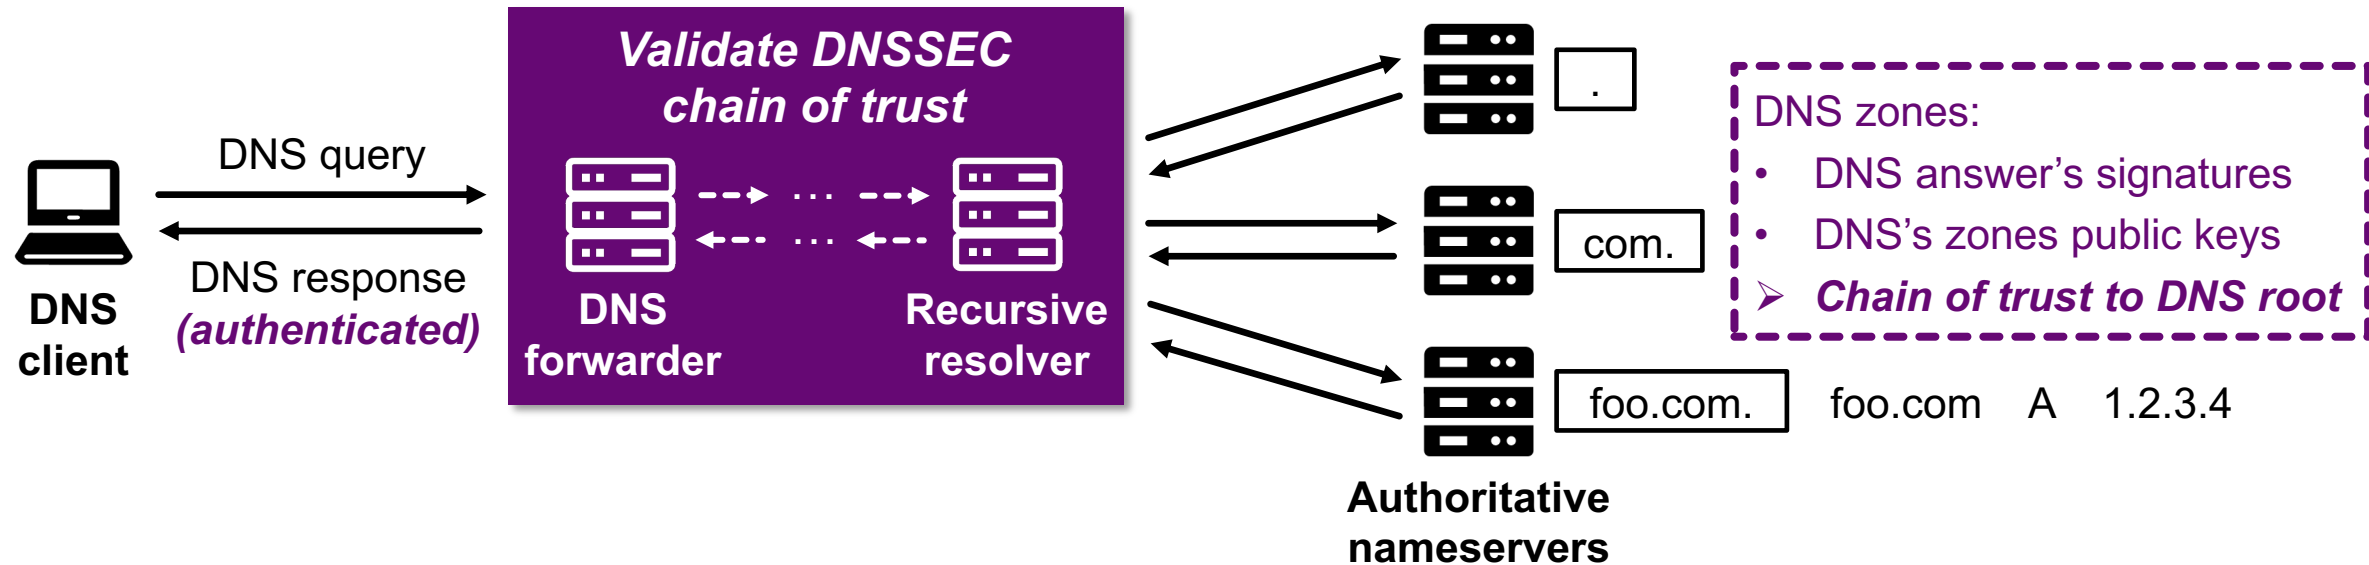 Validate DNSSEC
chain of trust
DNS query
DNS response
(authenticated)
DNS
client
...
...
DNS
forwarder
Recursive
resolver
.
com.
foo.com.
foo.com A 1.2.3.4
Authoritative
nameservers
DNS zones:
• DNS answer’s signatures
• DNS’s zones public keys
➢ Chain of trust to DNS root